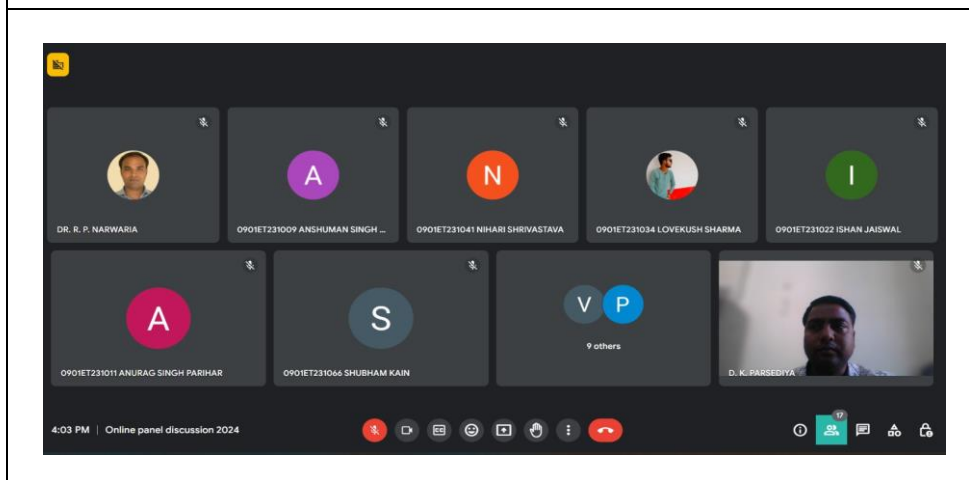 DR. R. P. NARWARIA
A
0901ET231009 ANSHUMAN SINGH ...
N
0901ET231041 NIHARI SHRIVASTAVA
0901ET231034 LOVEKUSH SHARMA
I
0901ET231022 ISHAN JAISWAL
A
0901ET231011 ANURAG SINGH PARIHAR
S
0901ET231066 SHUBHAM KAIN
V P
9 others
D. K. PARSEDIYA
4:03 PM | Online panel discussion 2024
CC
17